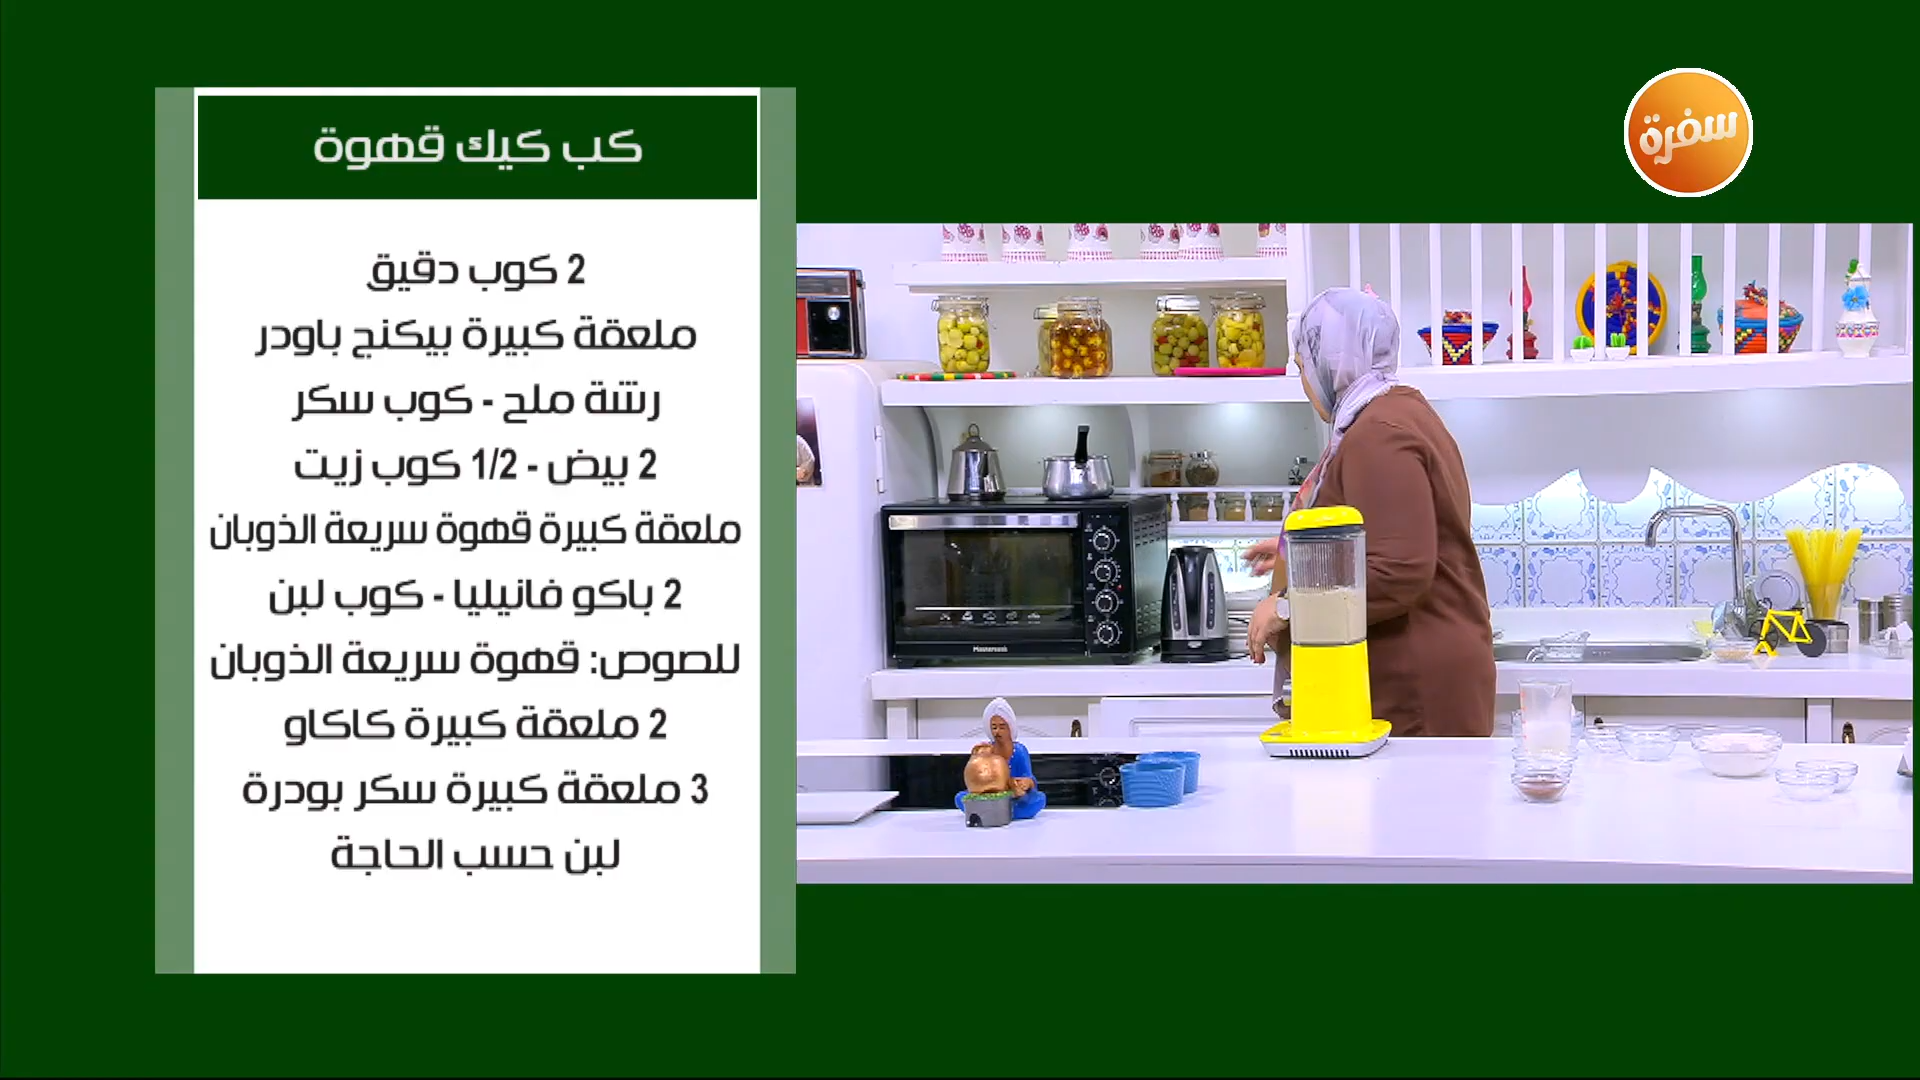 كب كيك قهوة
2 كوب دقيق
ملعقة كبيرة بيكنج باودر
رشة ملح - كوب سكر
2 بيض - 1/2 كوب زيت
ملعقة كبيرة قهوة سريعة الذوبان
2 باكو فانيليا - كوب لبن
للصوص: قهوة سريعة الذوبان
2 ملعقة كبيرة كاكاو
3 ملعقة كبيرة سكر بودرة
لبن حسب الحاجة
سفرة